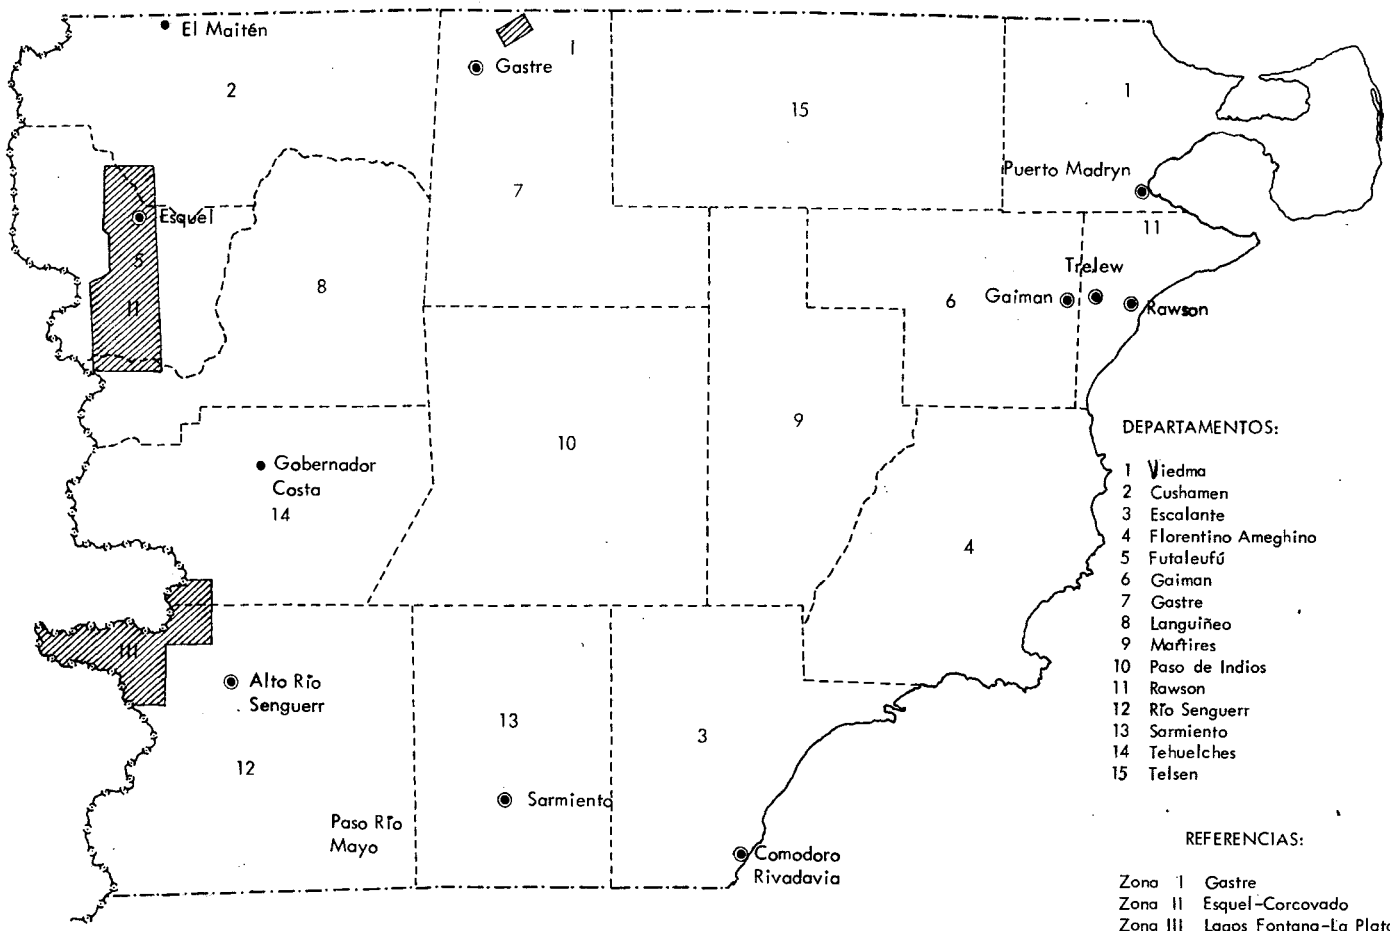 El Maitén
I
Gastre
2
15
1
7
Puerto Madryn
Esquel
11
5
Trelew
8
6
Gaiman
Rawson
II
10
9
DEPARTAMENTOS:
Gobernador
Costa
14
1 Viedma
2 Cushamen
3 Escalante
4 Florentino Ameghino
5 Futaleufú
6 Gaiman
7 Gastre
8 Languiñeo
9 Mártires
10 Paso de Indios
11 Rawson
12 Río Senguerr
13 Sarmiento
14 Tehuelches
15 Telsen
4
III
Alto Río
Senguerr
13
3
12
Sarmiento
Paso Río
Mayo
Comodoro
Rivadavia
REFERENCIAS:
Zona I Gastre
Zona II Esquel-Corcovado
Zona III Lagos Fontana-La Plata